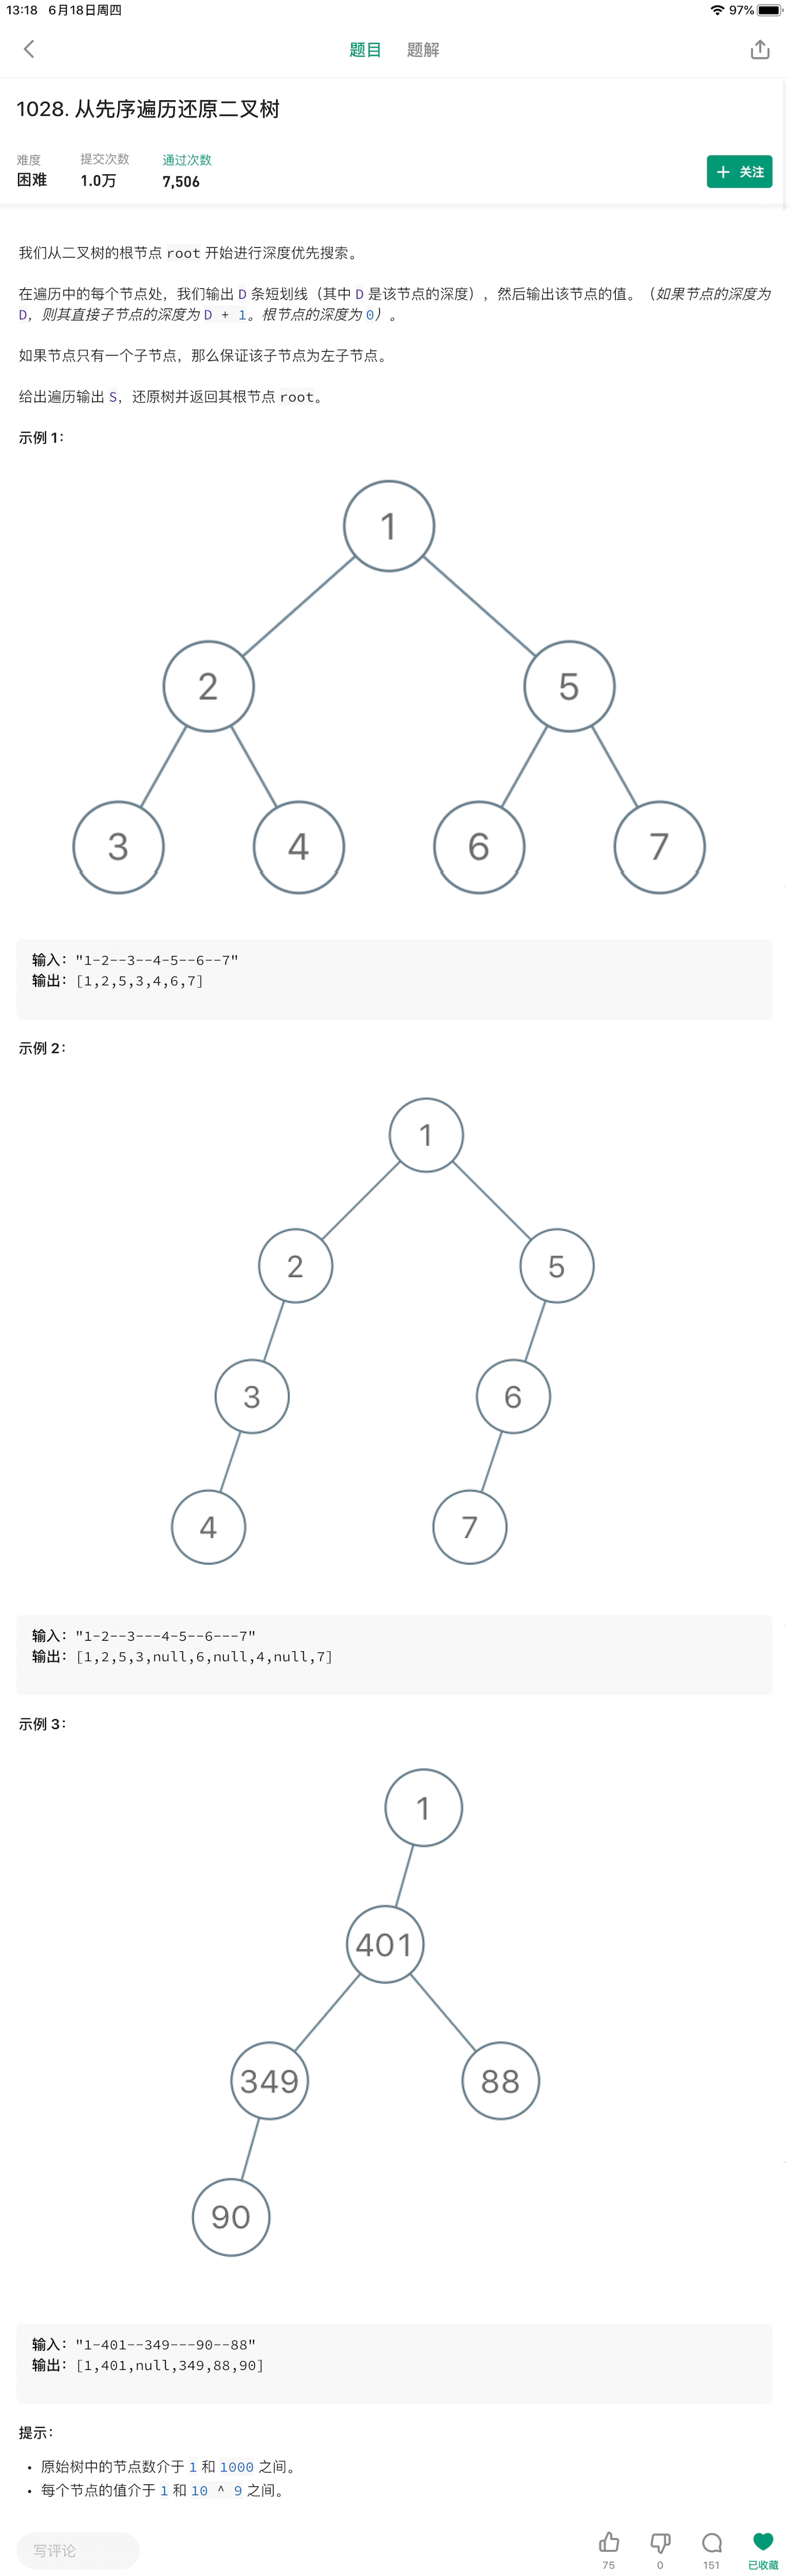 13:18 6月18日周四
97%
题目 题解
1028. 从先序遍历还原二叉树
难度 提交次数 通过次数
困难 1.0万 7,506
+ 关注
我们从二叉树的根节点 root 开始进行深度优先搜索。
在遍历中的每个节点处，我们输出 D 条短划线（其中 D 是该节点的深度），然后输出该节点的值。（如果节点的深度为
D，则其直接子节点的深度为 D + 1。根节点的深度为 0）。
如果节点只有一个子节点，那么保证该子节点为左子节点。
给出遍历输出 S，还原树并返回其根节点 root。
示例 1：
1
2 5
3 4 6 7
输入："1-2--3--4-5--6--7"
输出：[1,2,5,3,4,6,7]
示例 2：
1
2 5
3 6
4 7
输入："1-2--3---4-5--6---7"
输出：[1,2,5,3,null,6,null,4,null,7]
示例 3：
1
401
349 88
90
输入："1-401--349---90--88"
输出：[1,401,null,349,88,90]
提示：
• 原始树中的节点数介于 1 和 1000 之间。
• 每个节点的值介于 1 和 10 ^ 9 之间。
写评论
75 0 151 已收藏